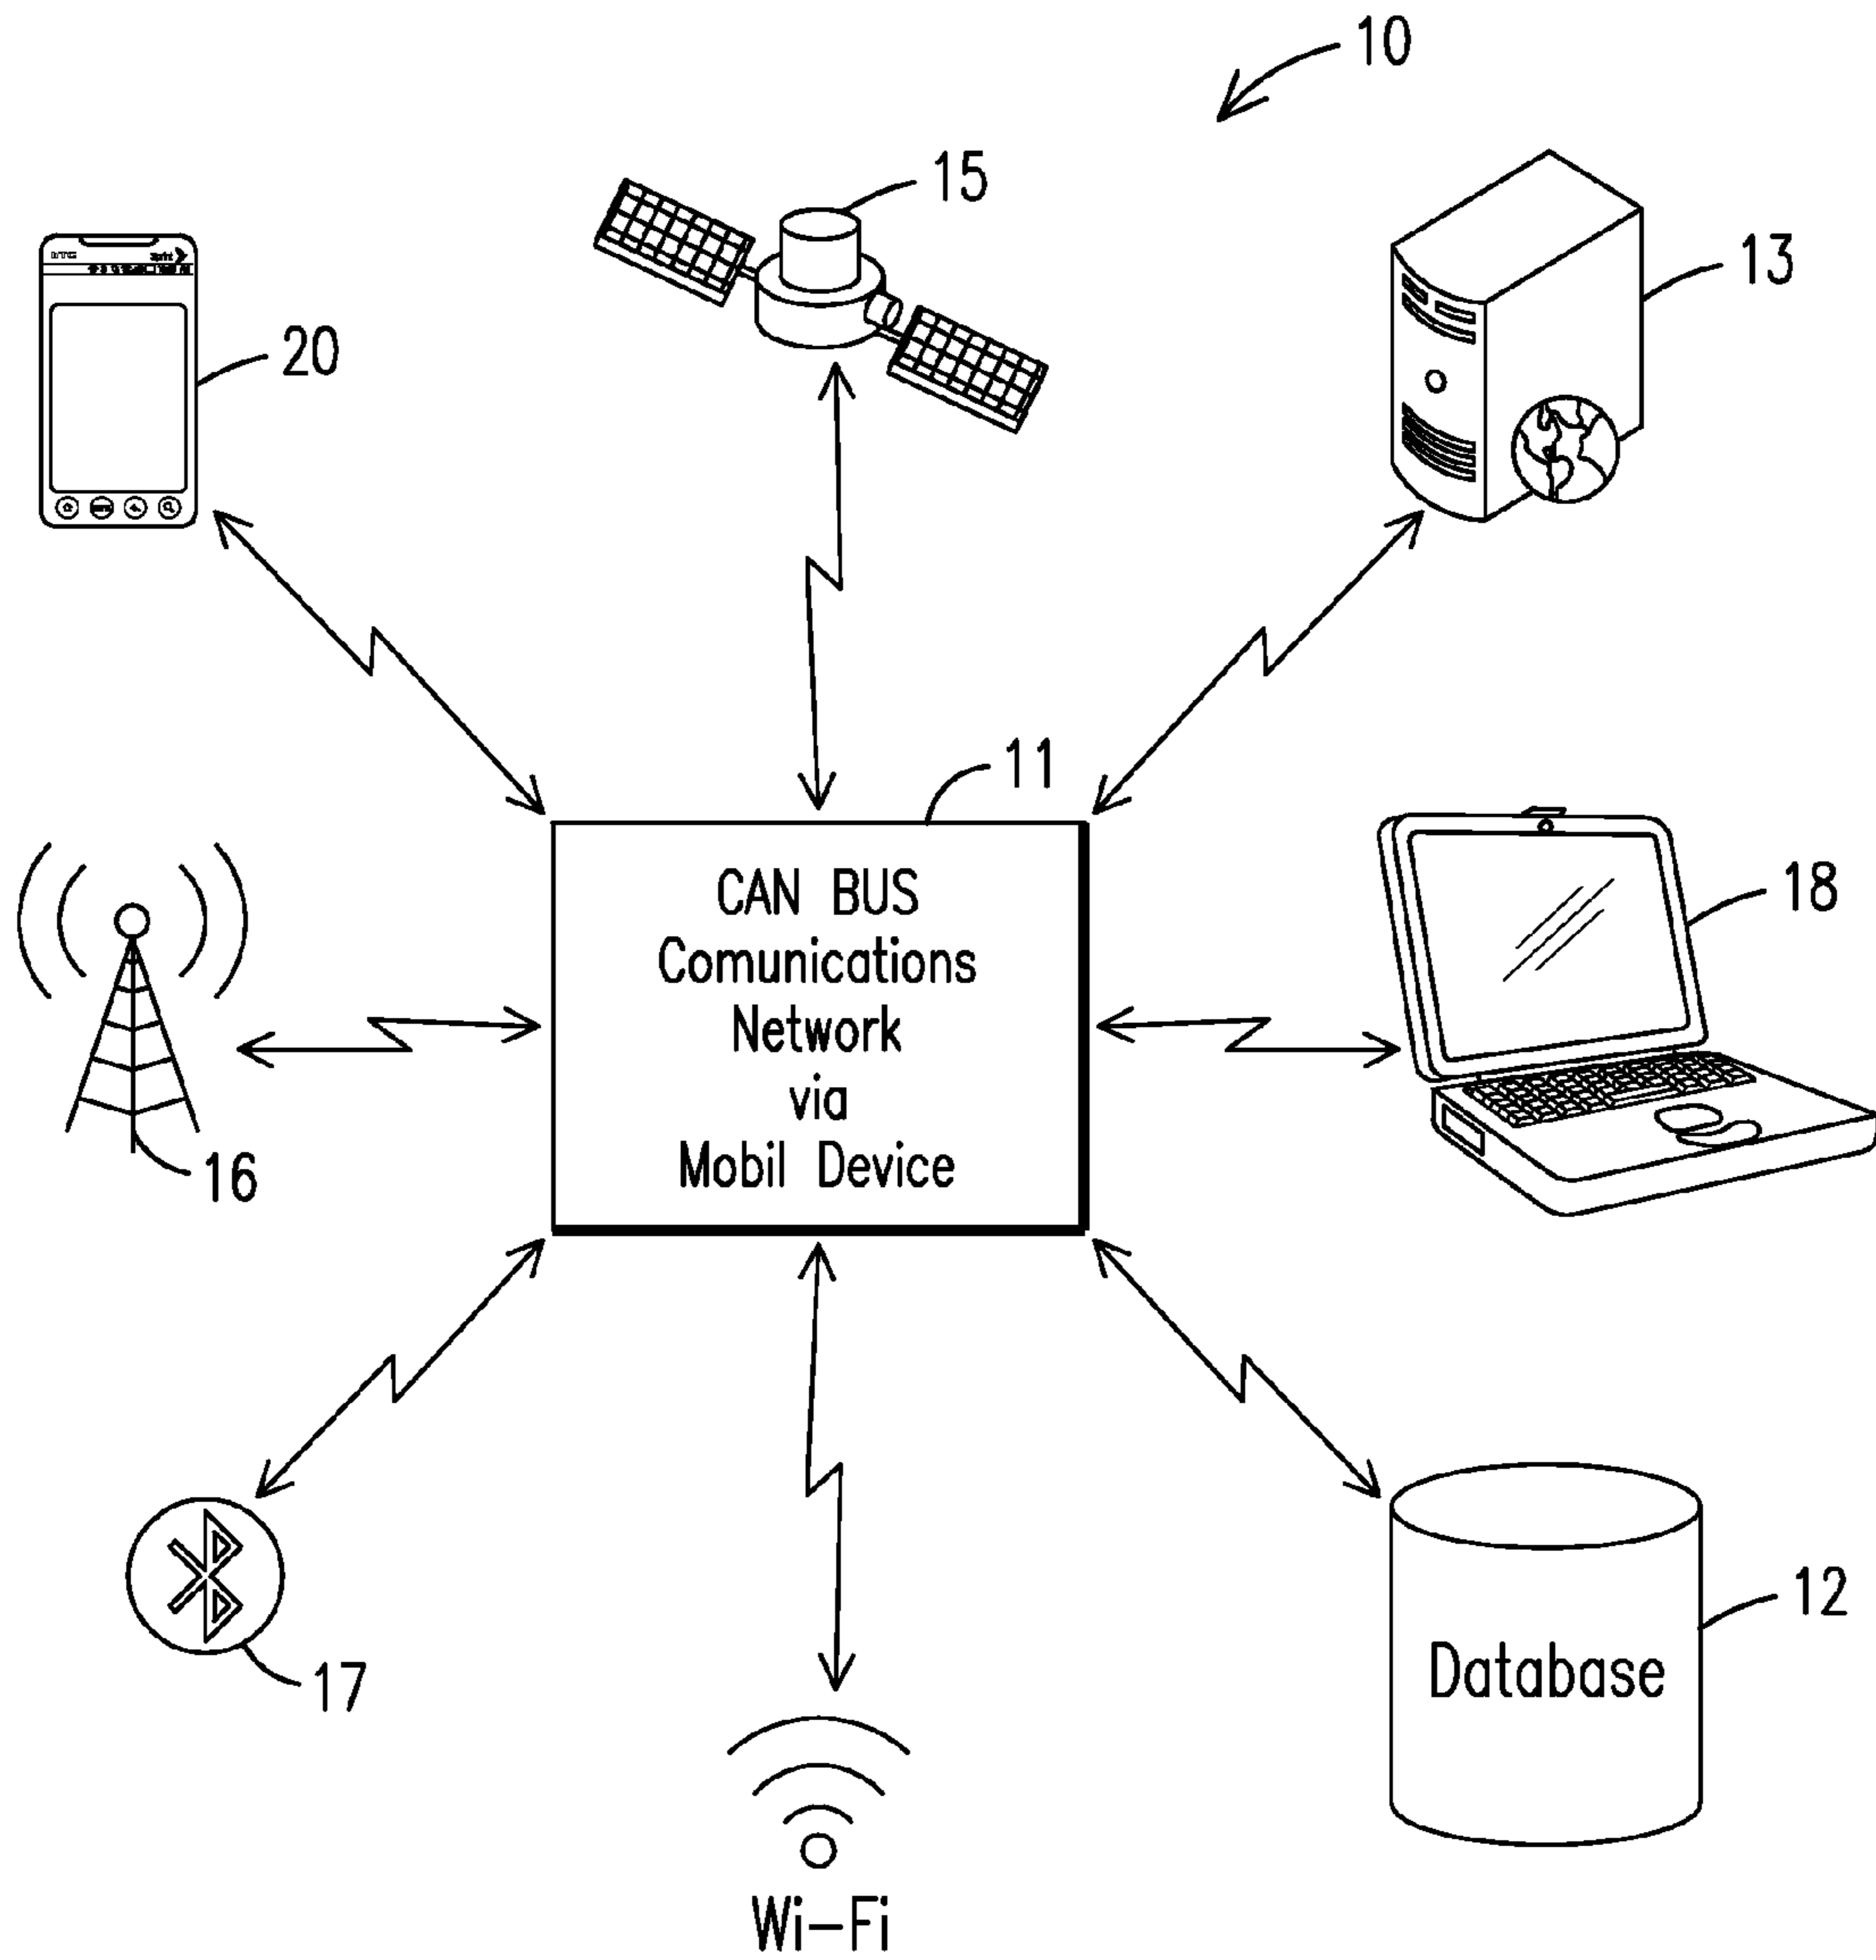 10
15
13
20
11
CAN BUS
Comunications
Network
via
Mobil Device
18
16
12
Database
17
Wi-Fi